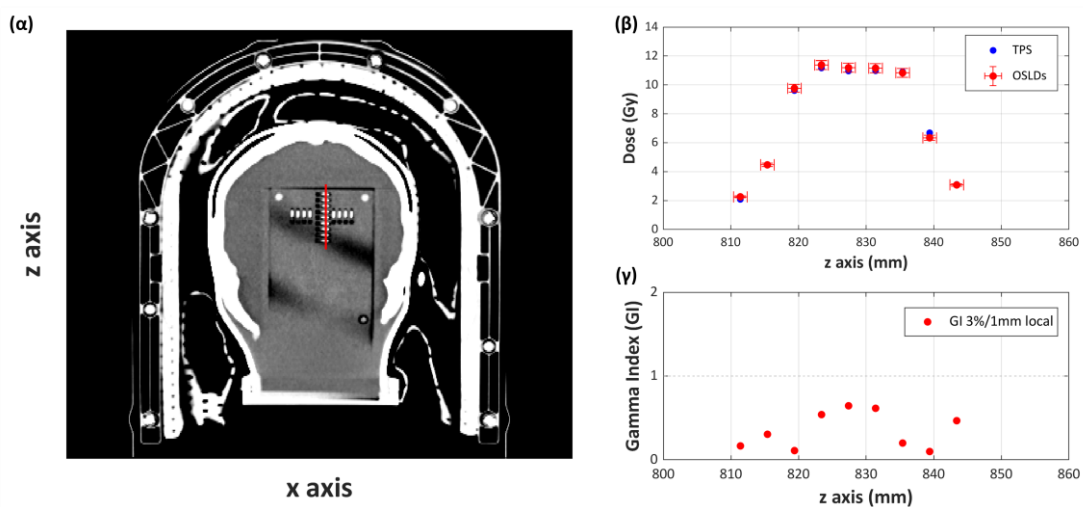 (α)
z axis
x axis
(β)
Dose (Gy)
14
12
10
8
6
4
2
0
TPS
OSLDs
800 810 820 830 840 850 860
z axis (mm)
(γ)
Gamma Index (GI)
2
1
0
GI 3%/1mm local
800 810 820 830 840 850 860
z axis (mm)